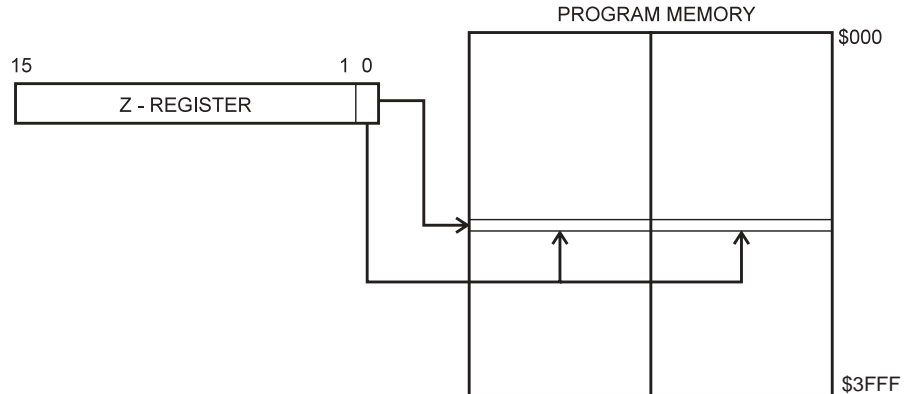 PROGRAM MEMORY
$000
15 1 0
Z - REGISTER
$3FFF